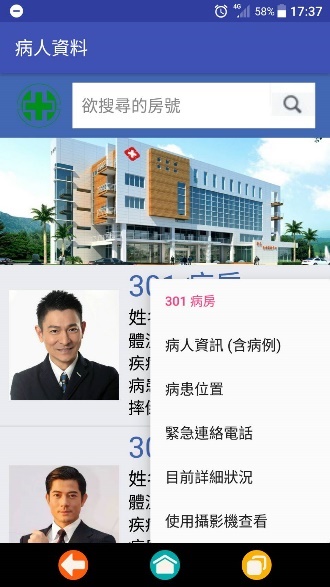 4G 58% 17:37
病人資料
欲搜尋的房號
301 病房
姓
體
疾
病患
301 病房
病人資訊 (含病例)
病患位置
緊急連絡電話
目前詳細狀況
使用攝影機查看
30
姓
體
疾